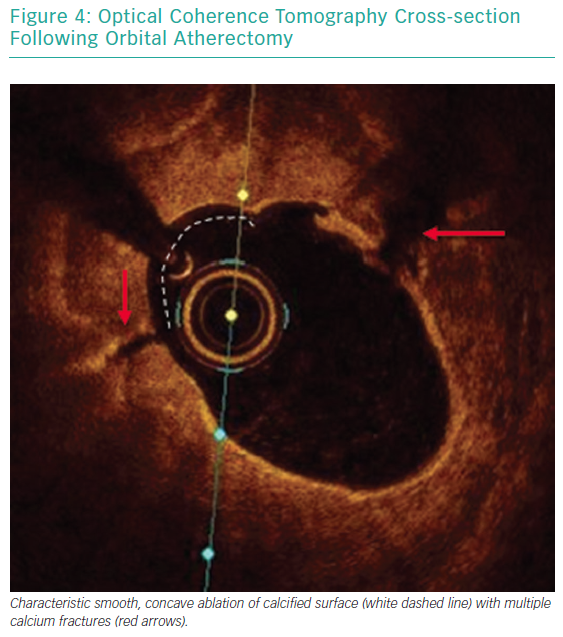 Figure 4: Optical Coherence Tomography Cross-section
Following Orbital Atherectomy
Characteristic smooth, concave ablation of calcified surface (white dashed line) with multiple
calcium fractures (red arrows).